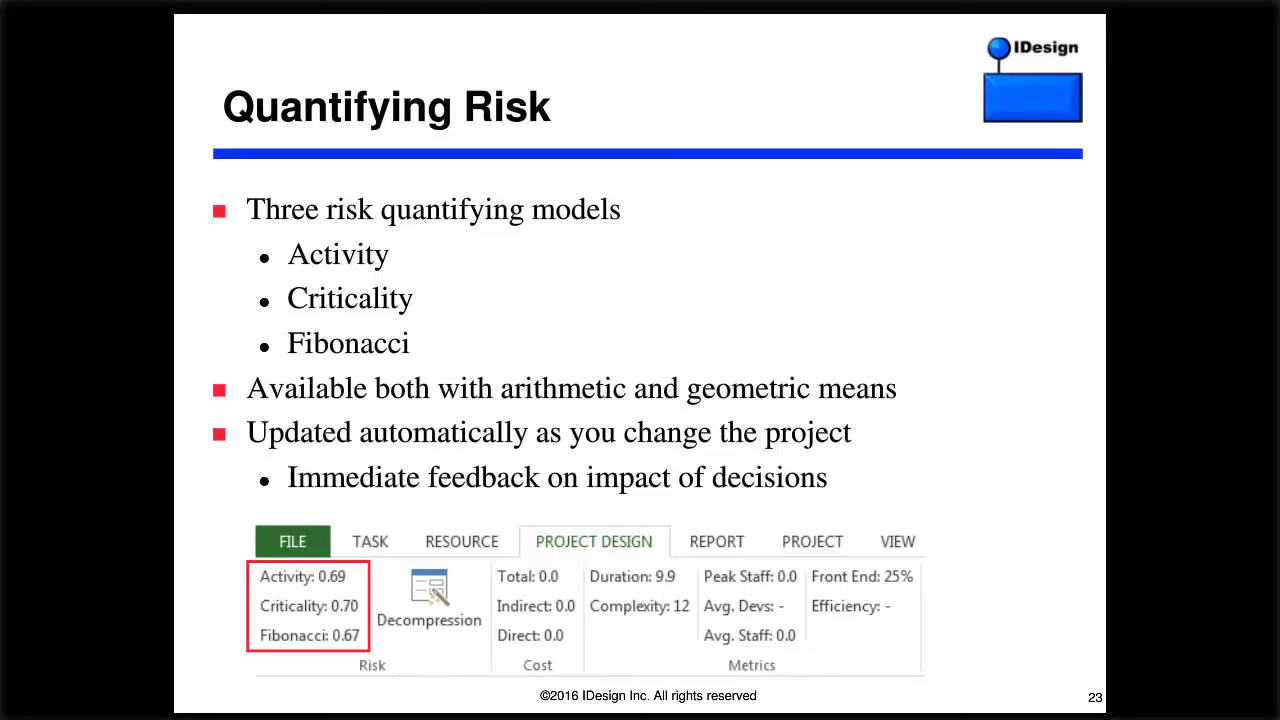 IDesign
Quantifying Risk
Three risk quantifying models
Activity
Criticality
Fibonacci
Available both with arithmetic and geometric means
Updated automatically as you change the project
Immediate feedback on impact of decisions
FILE TASK RESOURCE PROJECT DESIGN REPORT PROJECT VIEW
Activity: 0.69 Total: 0.0 Duration: 9.9 Peak Staff: 0.0 Front End: 25%
Criticality: 0.70 Indirect: 0.0 Complexity: 12 Avg. Devs: - Efficiency: -
Decompression
Fibonacci: 0.67 Direct: 0.0 Avg. Staff: 0.0
Risk Cost Metrics
©2016 IDesign Inc. All rights reserved
23